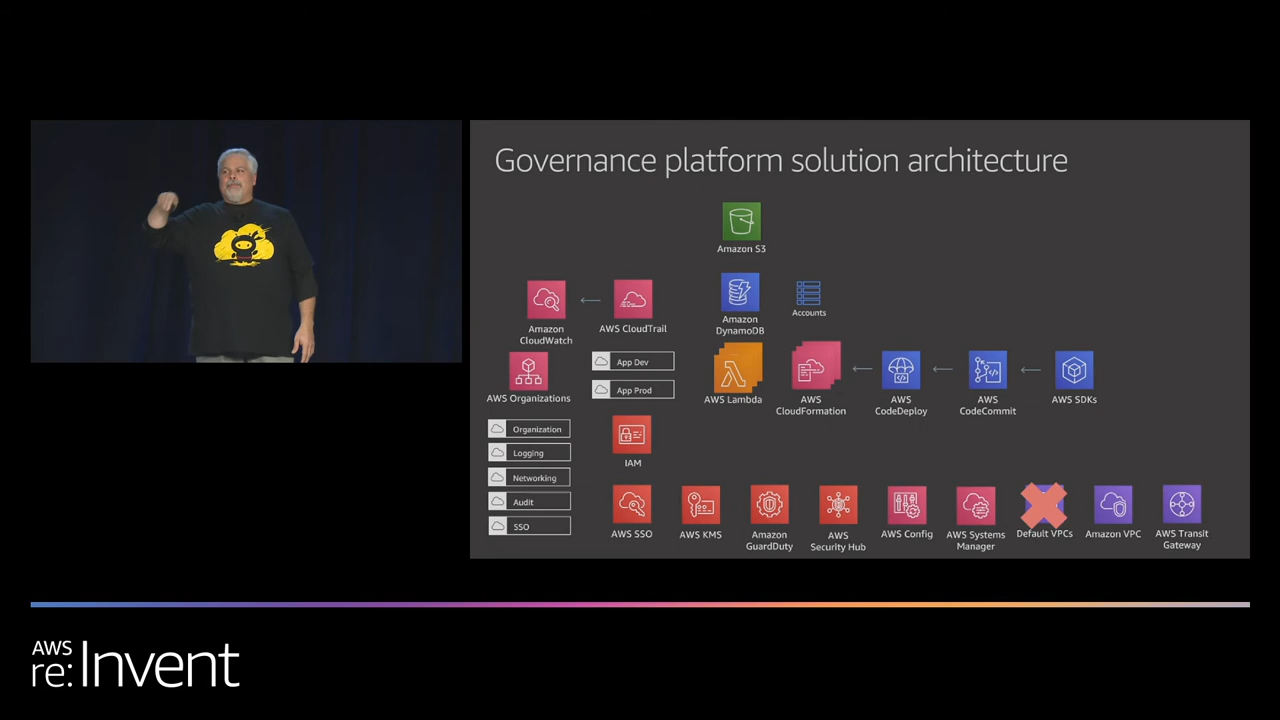 Governance platform solution architecture
Amazon S3
Amazon
CloudWatch
AWS CloudTrail
Amazon
DynamoDB
Accounts
AWS Organizations
App Dev
App Prod
AWS Lambda
AWS
CloudFormation
AWS
CodeDeploy
AWS
CodeCommit
AWS SDKs
Organization
Logging
Networking
Audit
SSO
IAM
AWS SSO
AWS KMS
Amazon
GuardDuty
AWS
Security Hub
AWS Config
AWS Systems
Manager
Default VPCs
Amazon VPC
AWS Transit
Gateway
AWS
re:Invent